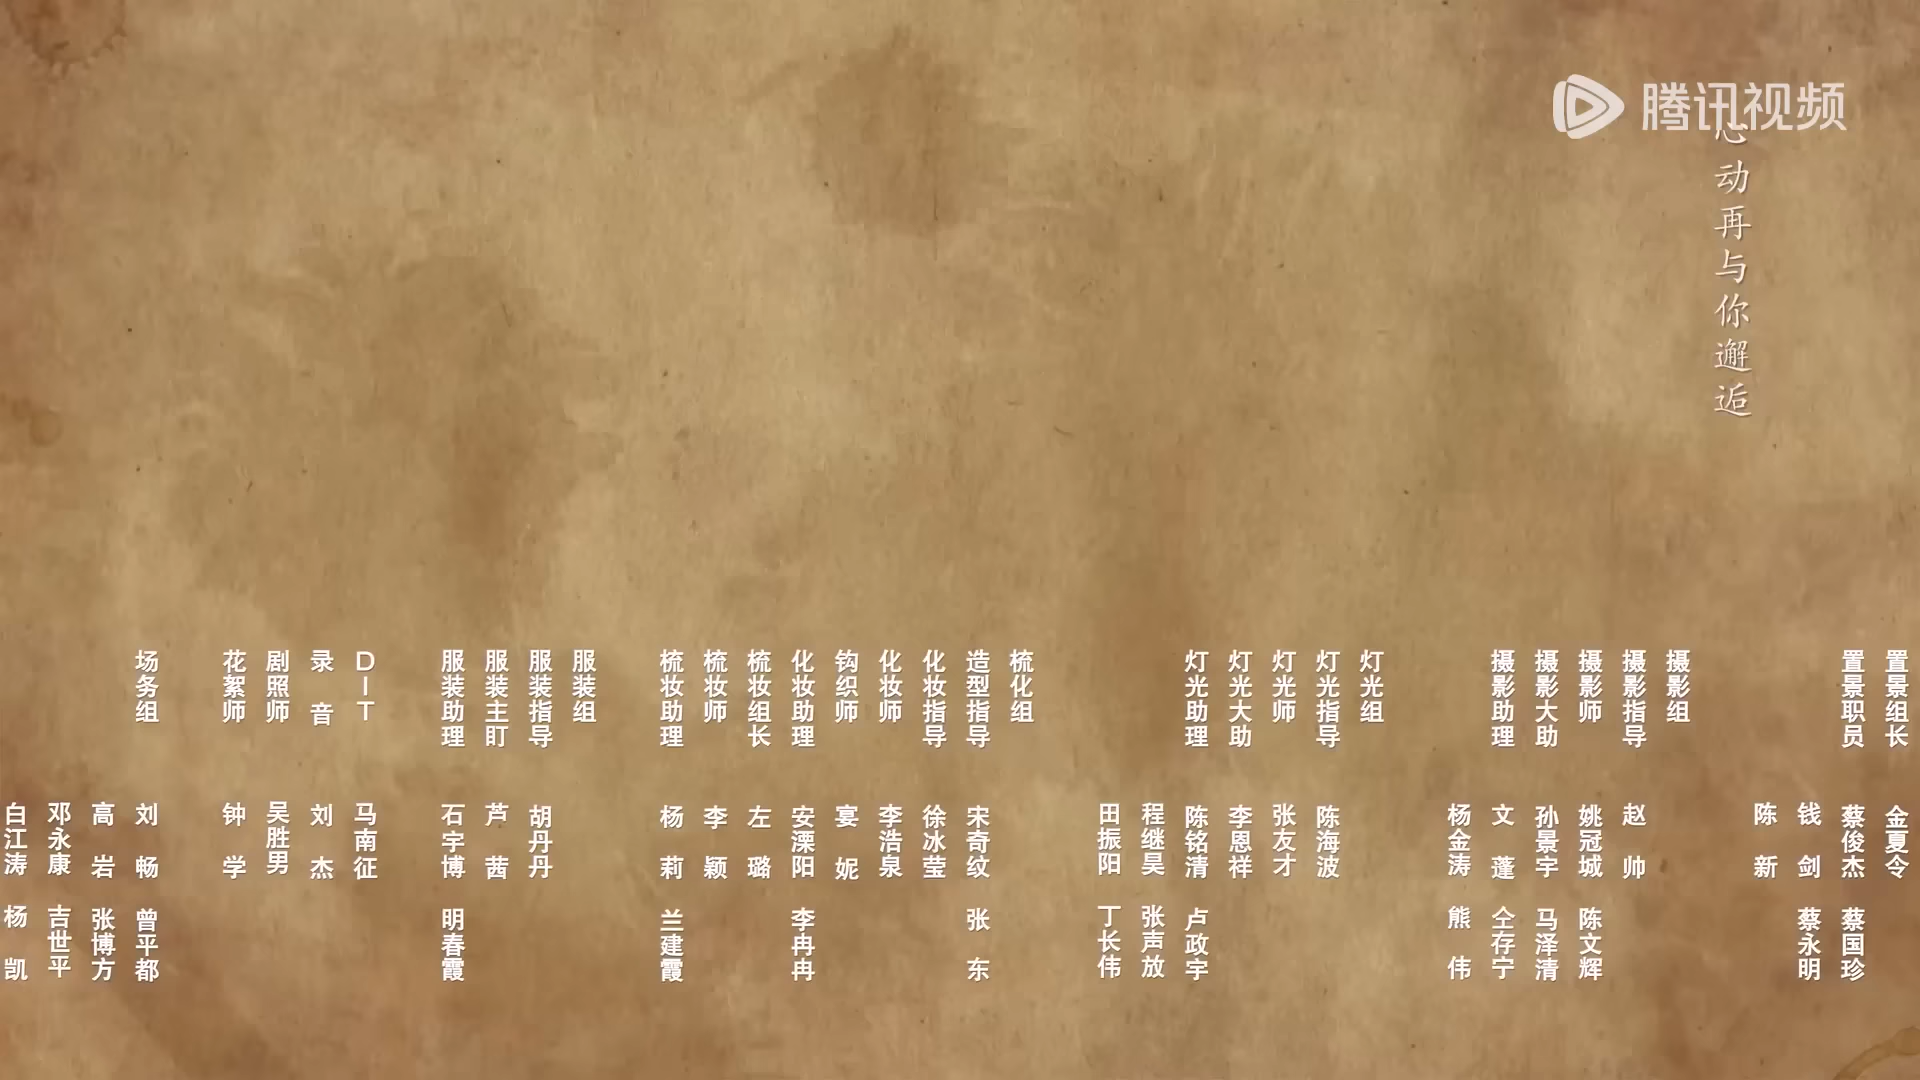 腾讯视频
心动再与你邂逅
置景组长 金夏令
置景职员 蔡俊杰 蔡国珍
钱剑 蔡永明
陈新
摄影组
摄影指导 赵帅
摄影师 姚冠城 陈文辉
摄影大助 孙景宇 马泽清
摄影助理 文蓬 仝存宁
杨金涛 熊伟
灯光组
灯光指导 陈海波
灯光师 张友才
灯光大助 李恩祥
灯光助理 陈铭清 卢政宇
程继昊 张声放
田振阳 丁长伟
梳化组
造型指导 宋奇纹 张东
化妆指导 徐冰莹
化妆师 李浩泉
钩织师 宴妮
化妆助理 安溧阳 李冉冉
梳妆组长 左璐
梳妆师 李颖
梳妆助理 杨莉 兰建霞
服装组
服装指导 胡丹丹
服装主盯 芦茜
服装助理 石宇博 明春霞
DIT 马南征
录音 刘杰
剧照师 吴胜男
花絮师 钟学
场务组 刘畅 曾平都
高岩 张博方
邓永康 吉世平
白江涛 杨凯